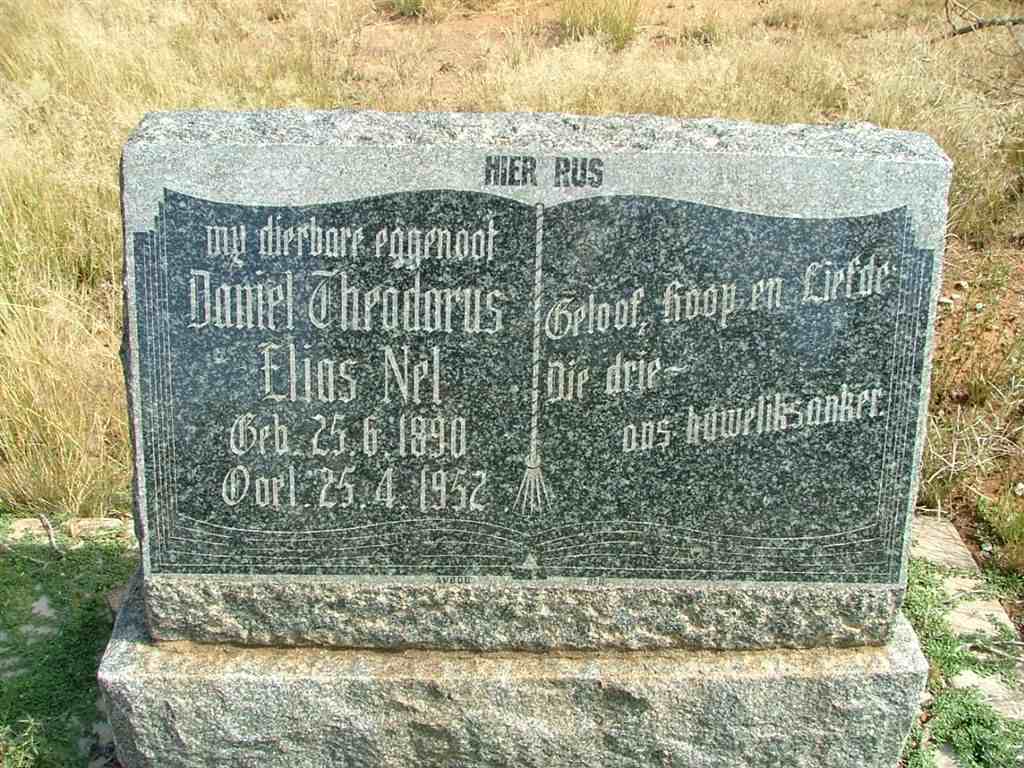 HIER RUS
my dierbare eggenoot
Daniel Theodorus
Elias Nel
Geb. 25.6.1890
Oorl. 25.4.1952
Geloof, Hoop en Liefde
Die drie~
ons huweliksanker.